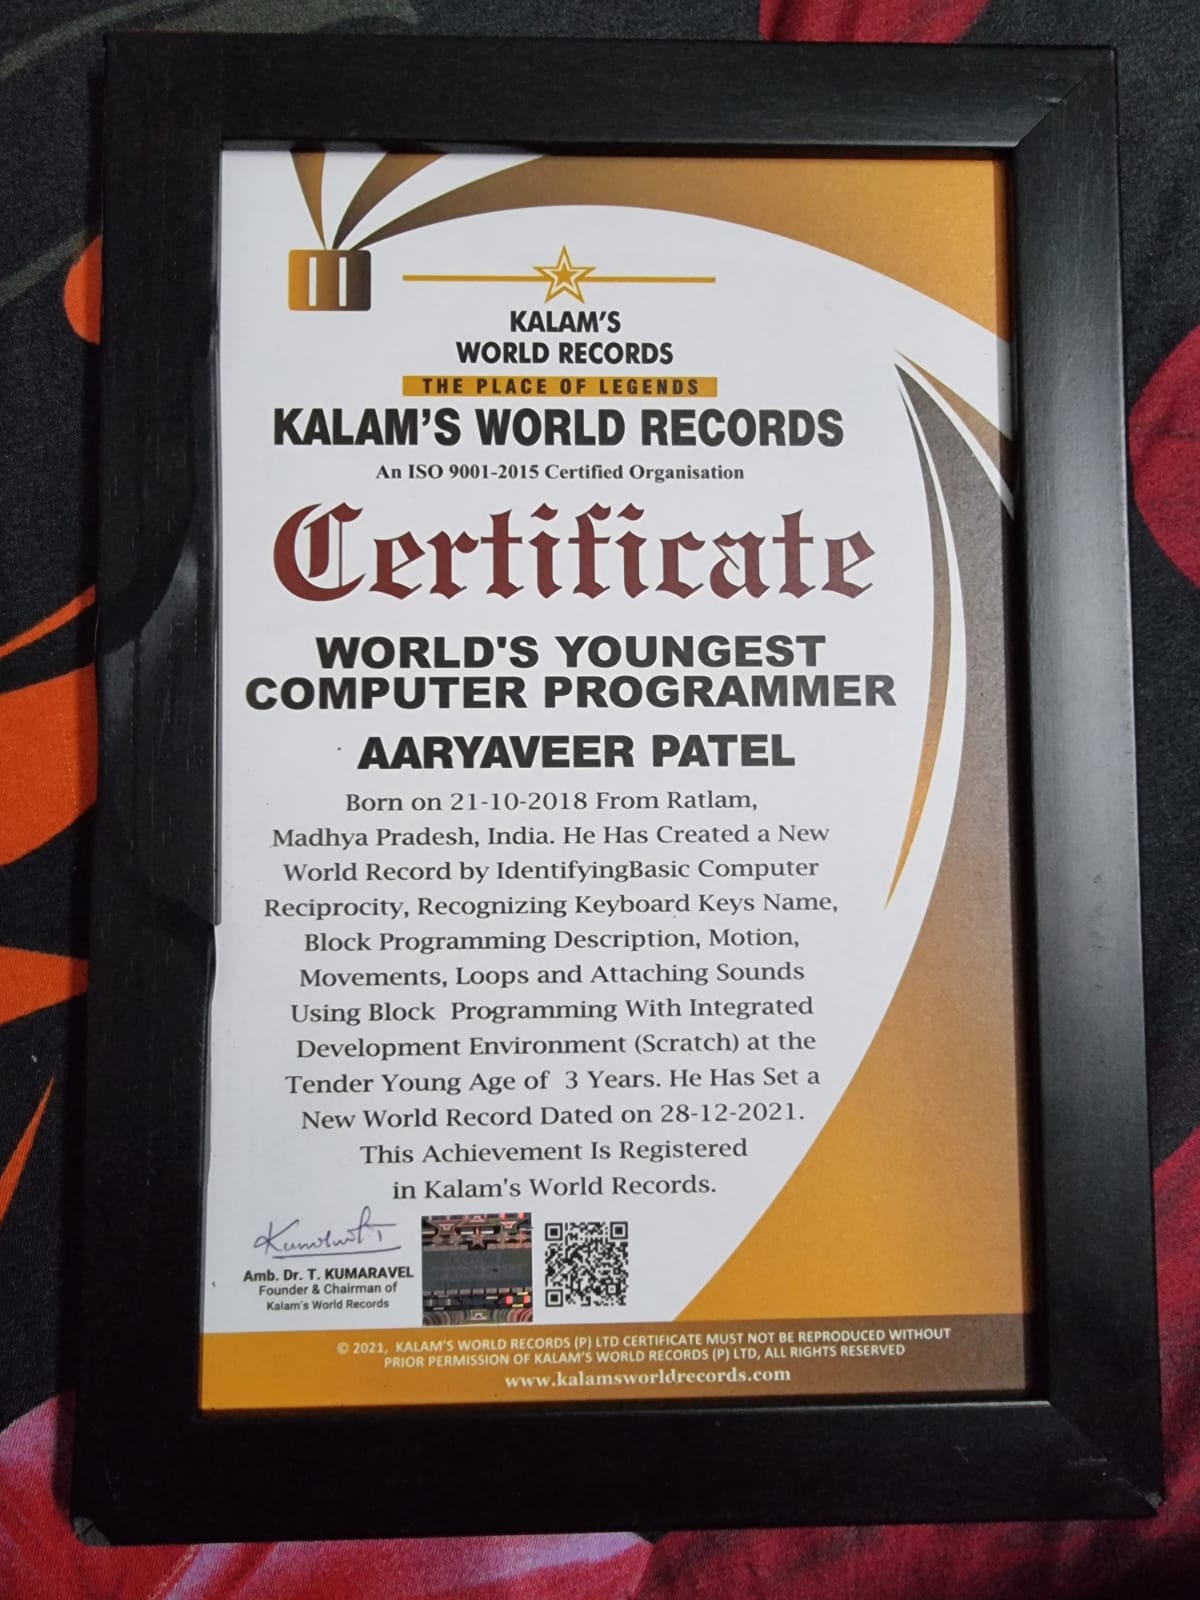 KALAM'S
WORLD RECORDS
THE PLACE OF LEGENDS
KALAM'S WORLD RECORDS
An ISO 9001-2015 Certified Organisation
Certificate
WORLD'S YOUNGEST
COMPUTER PROGRAMMER
AARYAVEER PATEL
Born on 21-10-2018 From Ratlam,
Madhya Pradesh, India. He Has Created a New
World Record by IdentifyingBasic Computer
Reciprocity, Recognizing Keyboard Keys Name,
Block Programming Description, Motion,
Movements, Loops and Attaching Sounds
Using Block Programming With Integrated
Development Environment (Scratch) at the
Tender Young Age of 3 Years. He Has Set a
New World Record Dated on 28-12-2021.
This Achievement Is Registered
in Kalam's World Records.
Amb. Dr. T. KUMARAVEL
Founder & Chairman of
Kalam's World Records
© 2021, KALAM'S WORLD RECORDS (P) LTD CERTIFICATE MUST NOT BE REPRODUCED WITHOUT
PRIOR PERMISSION OF KALAM'S WORLD RECORDS (P) LTD, ALL RIGHTS RESERVED
www.kalamsworldrecords.com